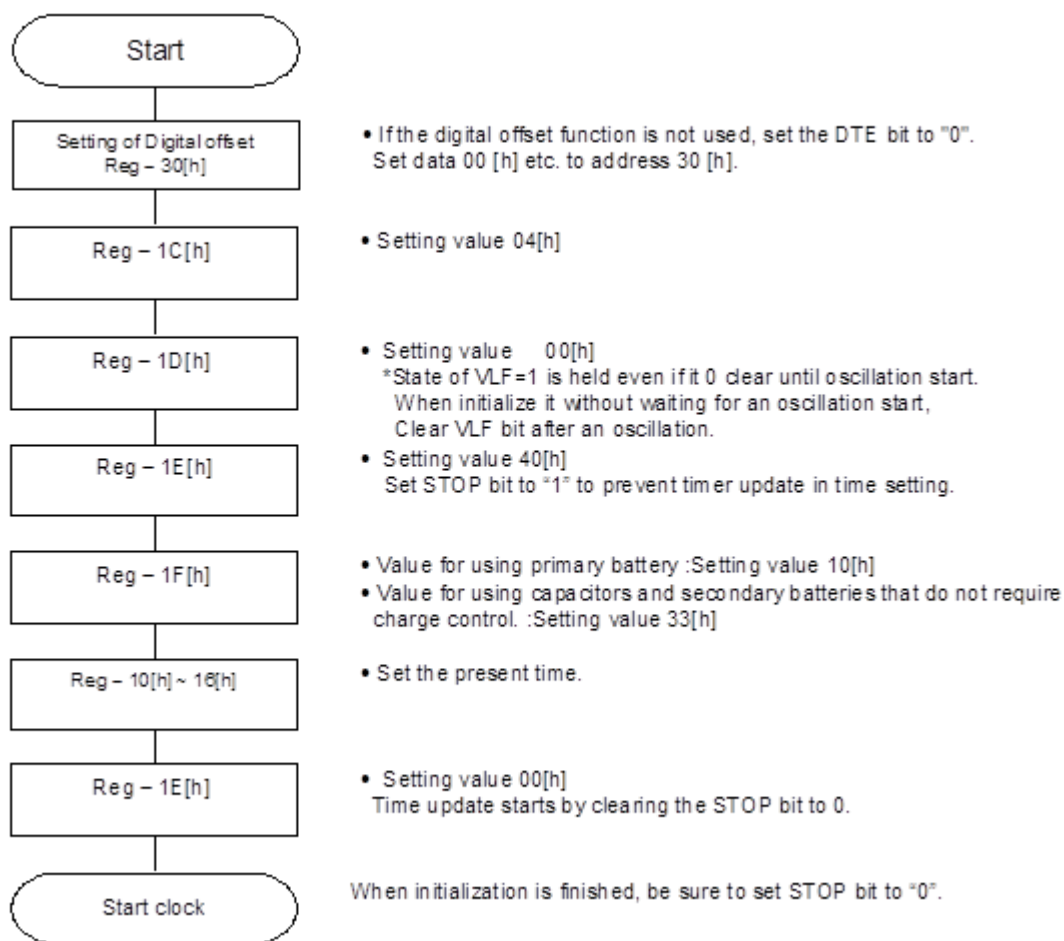 Start
Setting of Digital offset
Reg – 30[h]
• If the digital offset function is not used, set the DTE bit to "0".
Set data 00 [h] etc. to address 30 [h].
Reg – 1C[h]
• Setting value 04[h]
Reg – 1D[h]
• Setting value 00[h]
*State of VLF=1 is held even if it 0 clear until oscillation start.
When initialize it without waiting for an oscillation start,
Clear VLF bit after an oscillation.
Reg – 1E[h]
• Setting value 40[h]
Set STOP bit to “1” to prevent timer update in time setting.
Reg – 1F[h]
• Value for using primary battery :Setting value 10[h]
• Value for using capacitors and secondary batteries that do not require
charge control. :Setting value 33[h]
Reg – 10[h] ~ 16[h]
• Set the present time.
Reg – 1E[h]
• Setting value 00[h]
Time update starts by clearing the STOP bit to 0.
Start clock
When initialization is finished, be sure to set STOP bit to “0”.